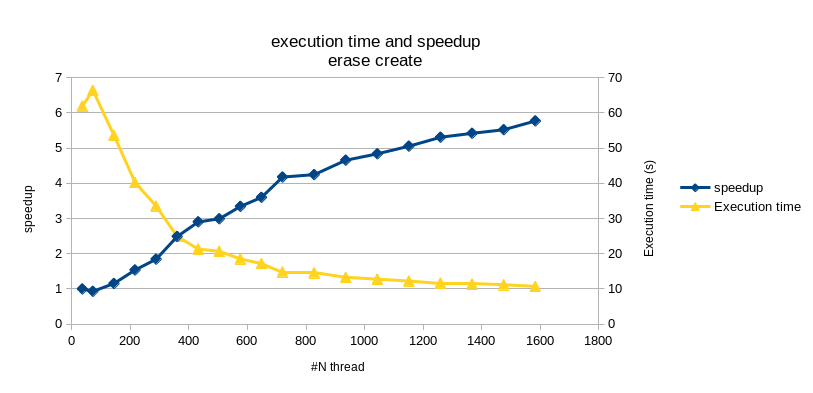 execution time and speedup
erase create
7
6
5
4
3
2
1
0
speedup
70
60
50
40
30
20
10
0
Execution time (s)
0 200 400 600 800 1000 1200 1400 1600 1800
#N thread
speedup
Execution time